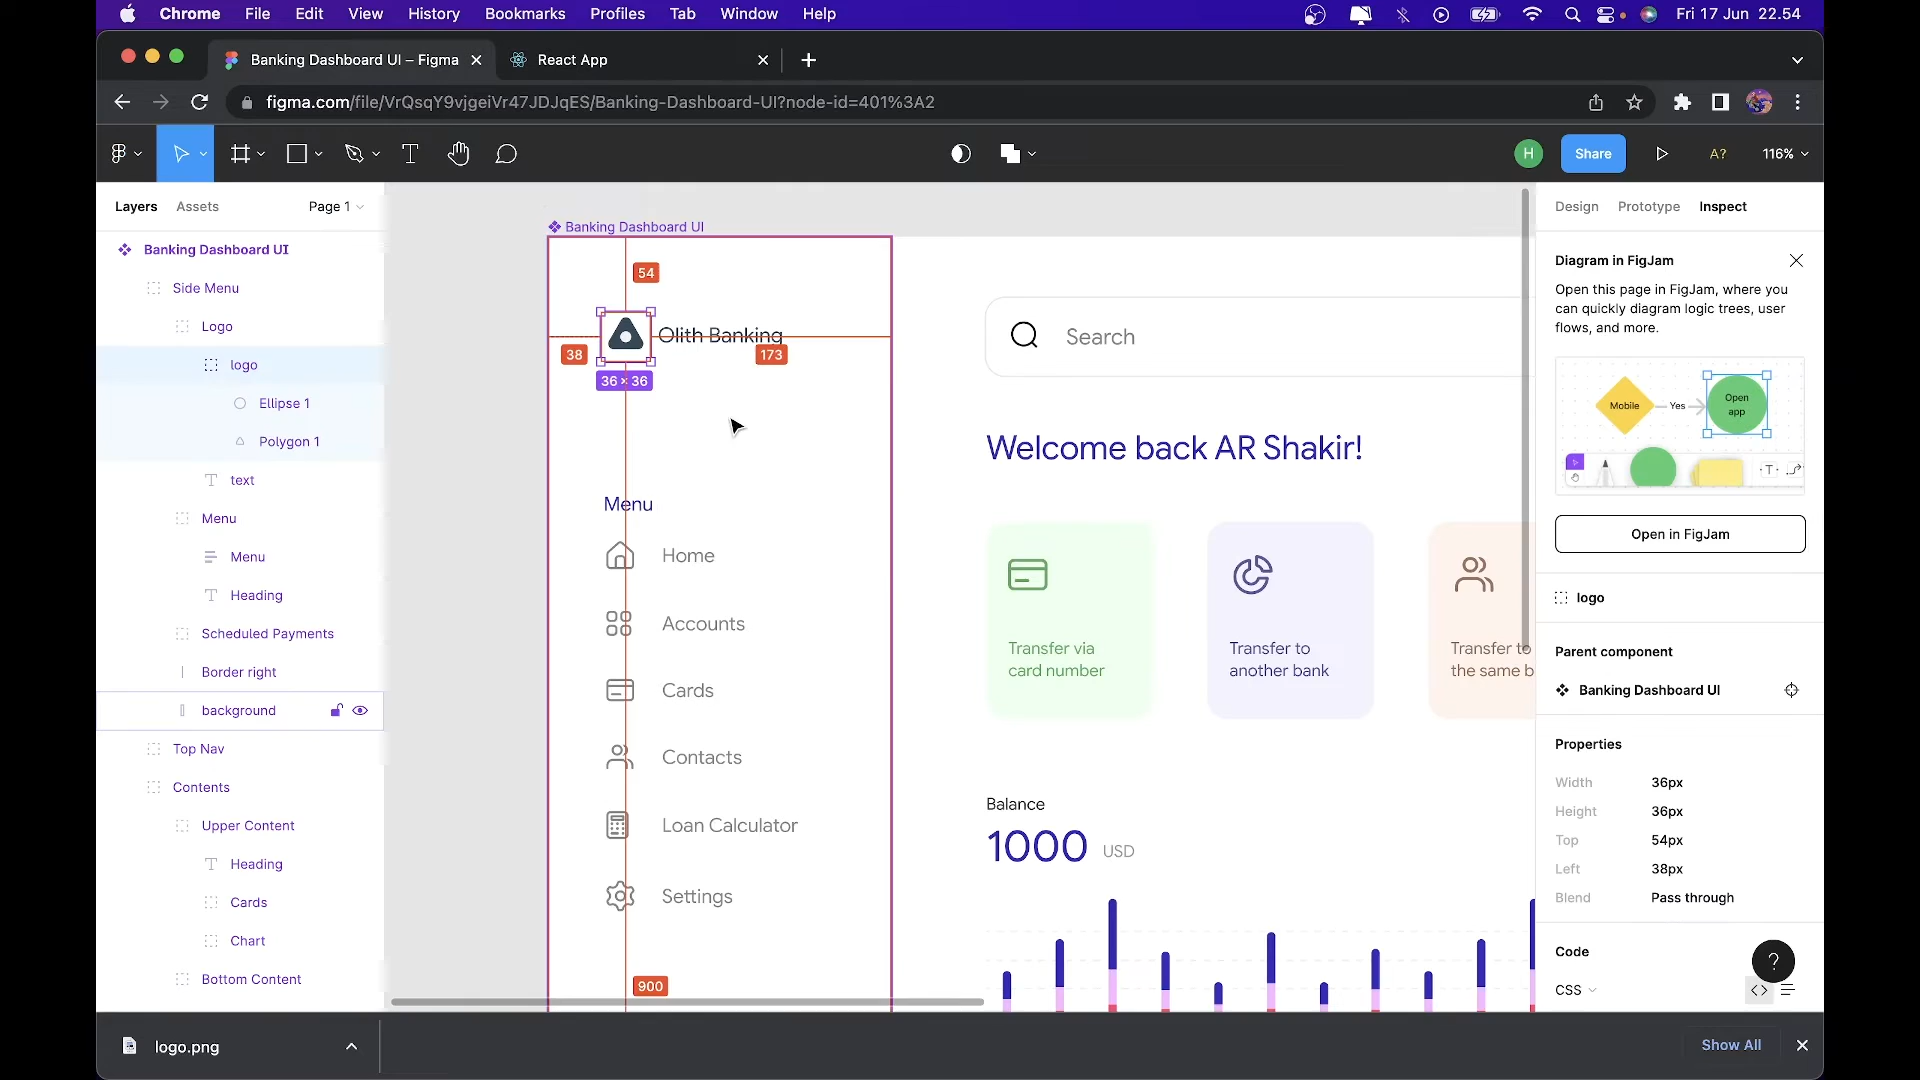 Chrome File Edit View History Bookmarks Profiles Tab Window Help
Fri 17 Jun 22.54
Banking Dashboard UI – Figma
React App
figma.com/file/VrQsqY9vjgeiVr47JDJqES/Banking-Dashboard-UI?node-id=401%3A2
H
Share
A?
116%
Layers Assets Page 1
Banking Dashboard UI
Side Menu
Logo
logo
Ellipse 1
Polygon 1
text
Menu
Menu
Heading
Scheduled Payments
Border right
background
Top Nav
Contents
Upper Content
Heading
Cards
Chart
Bottom Content
Banking Dashboard UI
54
Olith Banking
38
173
36 × 36
Menu
Home
Accounts
Cards
Contacts
Loan Calculator
Settings
900
Search
Welcome back AR Shakir!
Transfer via
card number
Transfer to
another bank
Transfer to
the same b
Balance
1000 USD
Design Prototype Inspect
Diagram in FigJam
Open this page in FigJam, where you
can quickly diagram logic trees, user
flows, and more.
Mobile
Yes
Open
app
T
Open in FigJam
logo
Parent component
Banking Dashboard UI
Properties
Width 36px
Height 36px
Top 54px
Left 38px
Blend Pass through
Code
?
CSS
logo.png
Show All